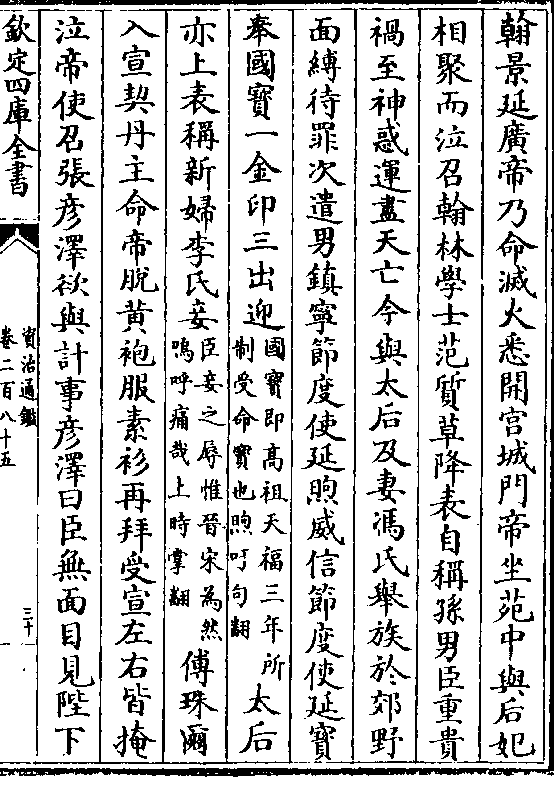 翰景延廣帝乃命滅火悉開宫城門帝坐苑中與后妃
相聚而泣召翰林學士范質草降表自稱孫男臣重貴
禍至神惑運盡天亡今與太后及妻馮氏舉族於郊野
面縛待罪次遣男鎮寧節度使延煦威信節度使延寶
奉國寶一金印三出迎國寶即髙祖天福三年所制受命寳也煦吁句翻太后
亦上表稱新婦李氏妾臣妾之辱惟晉宋為然嗚呼痛哉上時掌翻傅珠爾
入宣契丹主命帝脱黄袍服素衫再拜受宣左右皆掩
泣帝使召張彦澤欲與計事彦澤曰臣無面目見陛下
欽定四庫全書
資治通鑑
卷二百八十五
三十